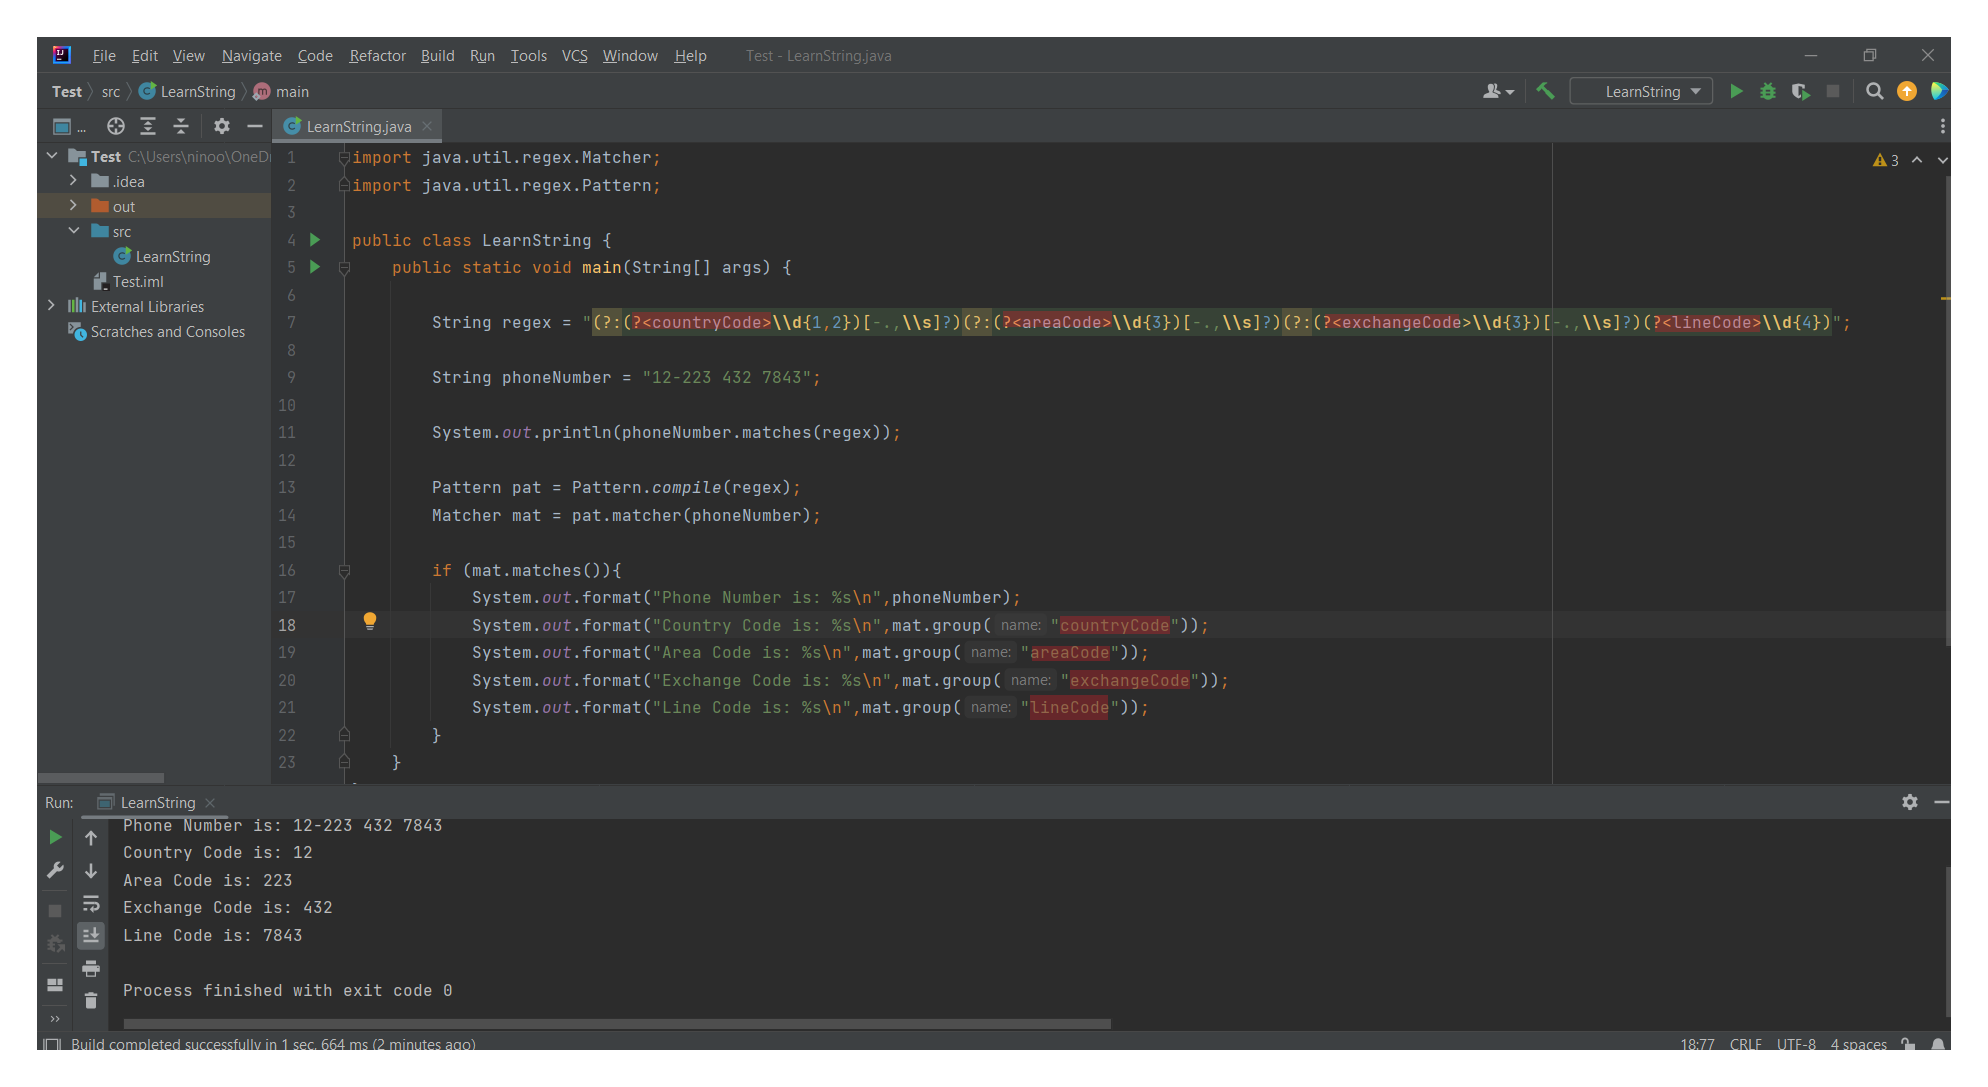 File Edit View Navigate Code Refactor Build Run Tools VCS Window Help Test - LearnString.java
Test src LearnString main LearnString
... LearnString.java
Test C:\Users\ninoo\OneD
.idea
out
src
LearnString
Test.iml
External Libraries
Scratches and Consoles
3
1 import java.util.regex.Matcher;
2 import java.util.regex.Pattern;
3
4 public class LearnString {
5 public static void main(String[] args) {
6
7 String regex = "(?:(?<countryCode>\\d{1,2})[-.,\\s]?)(?:(?<areaCode>\\d{3})[-.,\\s]?)(?:(?<exchangeCode>\\d{3})[-.,\\s]?)(?<lineCode>\\d{4})";
8
9 String phoneNumber = "12-223 432 7843";
10
11 System.out.println(phoneNumber.matches(regex));
12
13 Pattern pat = Pattern.compile(regex);
14 Matcher mat = pat.matcher(phoneNumber);
15
16 if (mat.matches()){
17 System.out.format("Phone Number is: %s\n",phoneNumber);
18 System.out.format("Country Code is: %s\n",mat.group( name: "countryCode"));
19 System.out.format("Area Code is: %s\n",mat.group( name: "areaCode"));
20 System.out.format("Exchange Code is: %s\n",mat.group( name: "exchangeCode"));
21 System.out.format("Line Code is: %s\n",mat.group( name: "lineCode"));
22 }
23 }
Run: LearnString
Phone Number is: 12-223 432 7843
Country Code is: 12
Area Code is: 223
Exchange Code is: 432
Line Code is: 7843
Process finished with exit code 0
Build completed successfully in 1 sec, 664 ms (2 minutes ago) 18:77 CRLF UTF-8 4 spaces